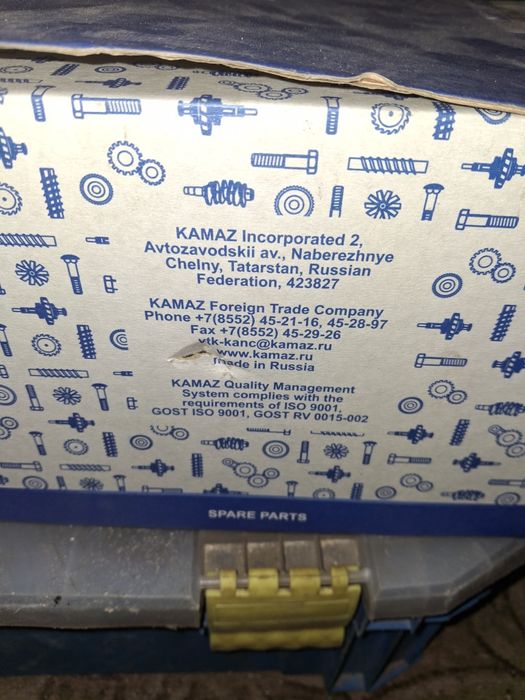 KAMAZ Incorporated 2,
Avtozavodskii av., Naberezhnye
Chelny, Tatarstan, Russian
Federation, 423827
KAMAZ Foreign Trade Company
Phone +7(8552) 45-21-16, 45-28-97
Fax +7(8552) 45-29-26
vtk-kanc@kamaz.ru
www.kamaz.ru
Made in Russia
KAMAZ Quality Management
System complies with the
requirements of ISO 9001,
GOST ISO 9001, GOST RV 0015-002
SPARE PARTS